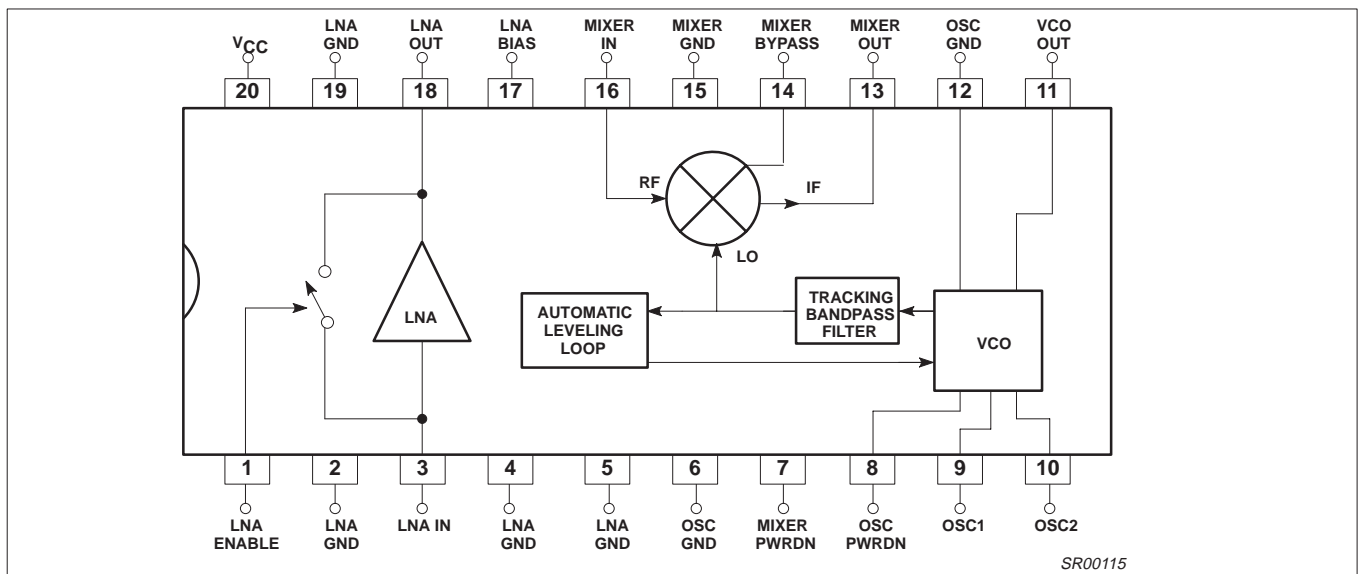 VCC
LNA
GND
LNA
OUT
LNA
BIAS
MIXER
IN
MIXER
GND
MIXER
BYPASS
MIXER
OUT
OSC
GND
VCO
OUT
20
19
18
17
16
15
14
13
12
11
RF
IF
LO
LNA
AUTOMATIC
LEVELING
LOOP
TRACKING
BANDPASS
FILTER
VCO
1
2
3
4
5
6
7
8
9
10
LNA
ENABLE
LNA
GND
LNA IN
LNA
GND
LNA
GND
OSC
GND
MIXER
PWRDN
OSC
PWRDN
OSC1
OSC2
SR00115